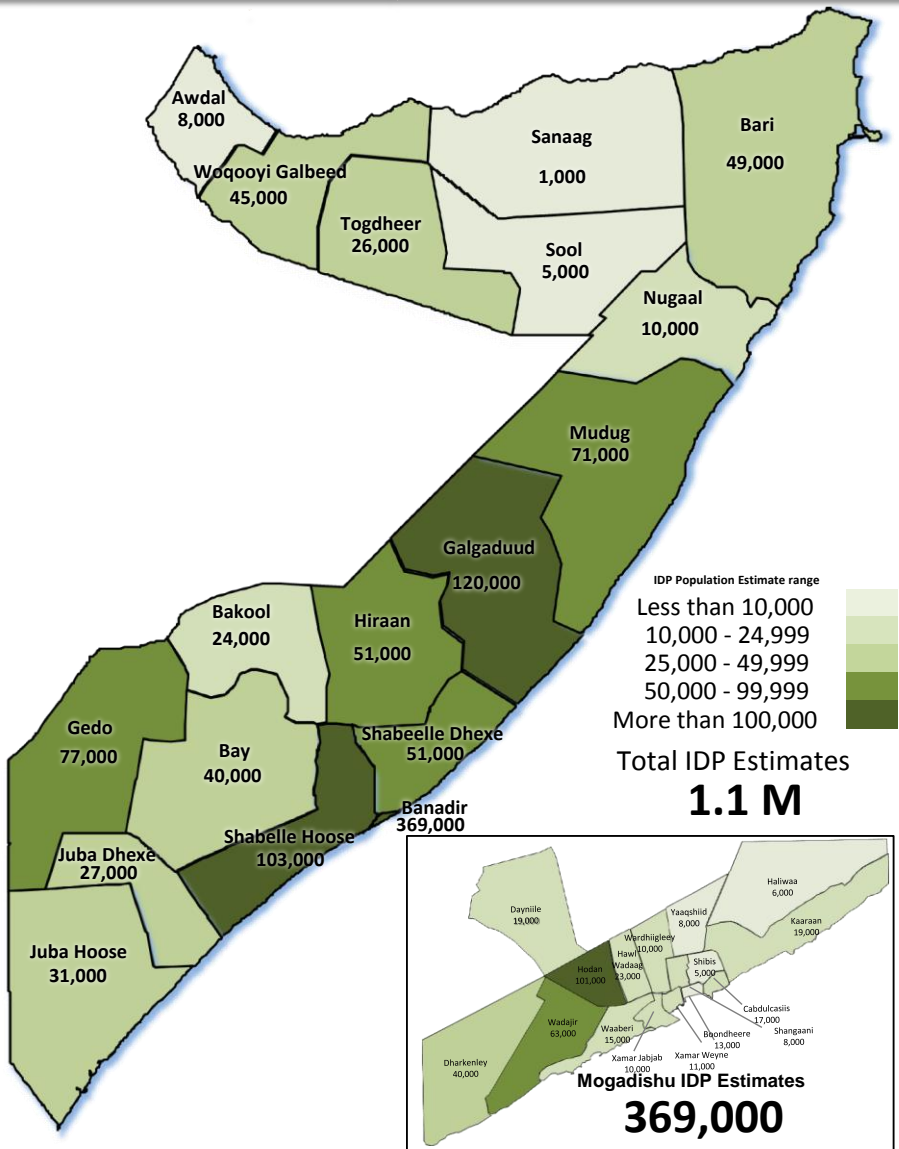 Awdal
8,000
Woqooyi Galbeed
45,000
Togdheer
26,000
Sanaag
1,000
Sool
5,000
Bari
49,000
Nugaal
10,000
Mudug
71,000
Galgaduud
120,000
Hiraan
51,000
Bakool
24,000
Gedo
77,000
Bay
40,000
Shabeelle Dhexe
51,000
Banadir
369,000
Shabelle Hoose
103,000
Juba Dhexe
27,000
Juba Hoose
31,000
IDP Population Estimate range
Less than 10,000
10,000 - 24,999
25,000 - 49,999
50,000 - 99,999
More than 100,000
Total IDP Estimates
1.1 M
Dayniile
19,000
Haliwaa
6,000
Yaaqshiid
8,000
Kaaraan
19,000
Wardhiigleey
10,000
Hawl
Wadaag
23,000
Hodan
101,000
Shibis
5,000
Cabdulcasiis
17,000
Shangaani
8,000
Boondheere
13,000
Xamar Weyne
11,000
Xamar Jabjab
10,000
Waaberi
15,000
Wadajir
63,000
Dharkenley
40,000
Mogadishu IDP Estimates
369,000